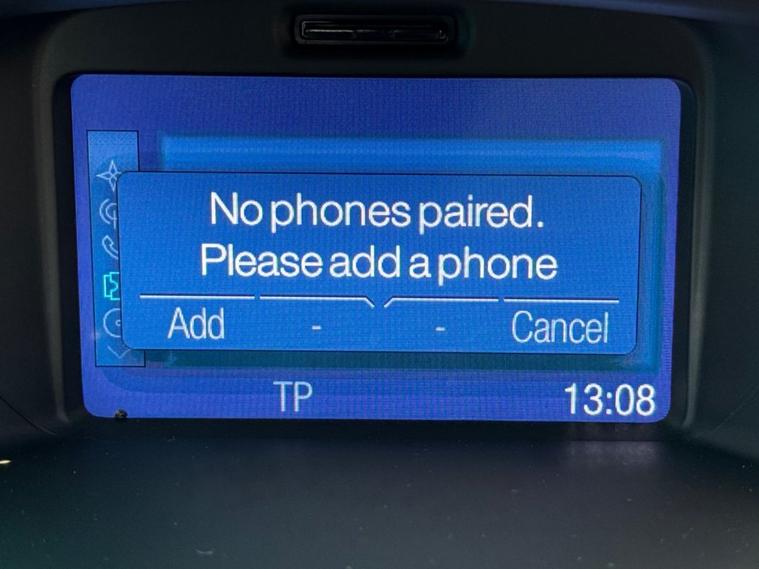 No phones paired.
Please add a phone
Add - - Cancel
TP 13:08